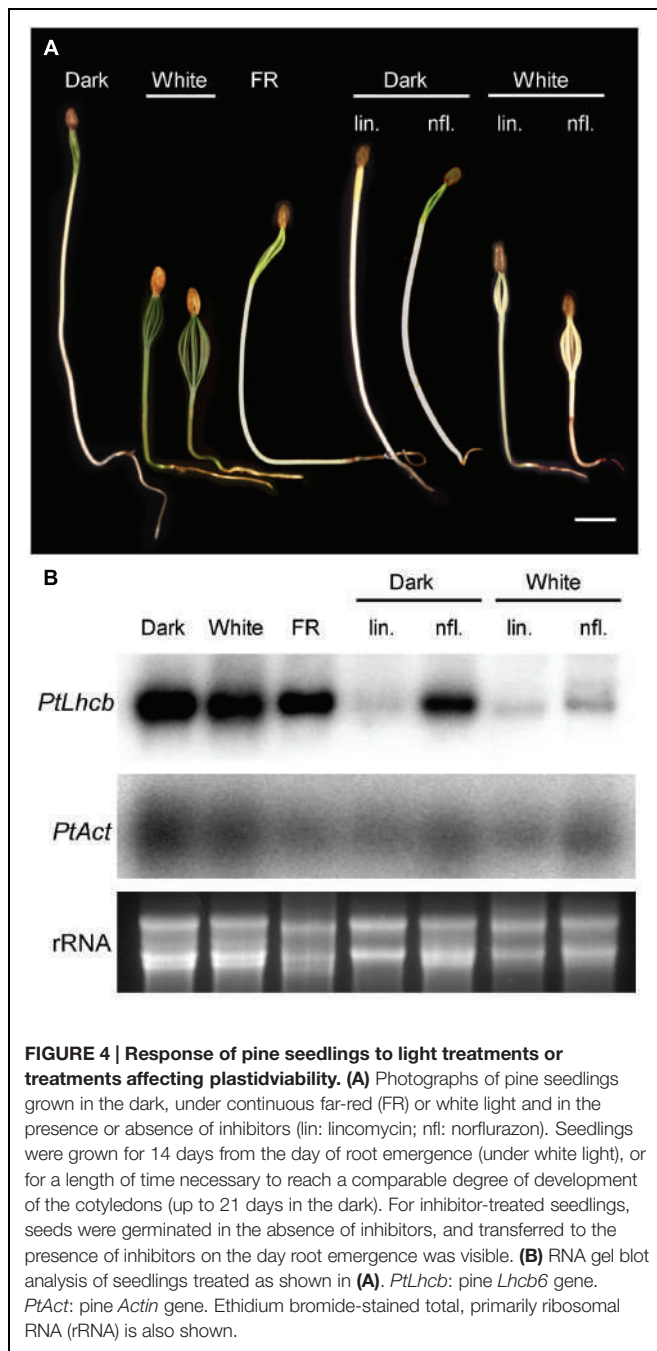 A
Dark White FR Dark White
lin. nfl. lin. nfl.
B
Dark White
Dark White FR lin. nfl. lin. nfl.
PtLhcb
PtAct
rRNA
FIGURE 4 | Response of pine seedlings to light treatments or
treatments affecting plastidviability. (A) Photographs of pine seedlings
grown in the dark, under continuous far-red (FR) or white light and in the
presence or absence of inhibitors (lin: lincomycin; nfl: norflurazon). Seedlings
were grown for 14 days from the day of root emergence (under white light), or
for a length of time necessary to reach a comparable degree of development
of the cotyledons (up to 21 days in the dark). For inhibitor-treated seedlings,
seeds were germinated in the absence of inhibitors, and transferred to the
presence of inhibitors on the day root emergence was visible. (B) RNA gel blot
analysis of seedlings treated as shown in (A). PtLhcb: pine Lhcb6 gene.
PtAct: pine Actin gene. Ethidium bromide-stained total, primarily ribosomal
RNA (rRNA) is also shown.